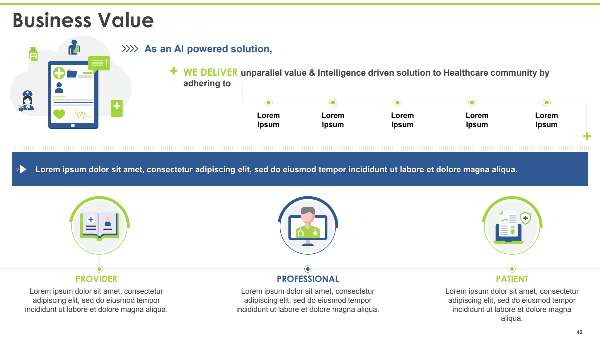 Business Value
As an AI powered solution,
WE DELIVER unparallel value & Intelligence driven solution to Healthcare community by
adhering to
Lorem Ipsum
Lorem Ipsum
Lorem Ipsum
Lorem Ipsum
Lorem Ipsum
Lorem ipsum dolor sit amet, consectetur adipiscing elit, sed do eiusmod tempor incididunt ut labore et dolore magna aliqua.
PROVIDER
Lorem ipsum dolor sit amet, consectetur
adipiscing elit, sed do eiusmod tempor
incididunt ut labore et dolore magna aliqua.
PROFESSIONAL
Lorem ipsum dolor sit amet, consectetur
adipiscing elit, sed do eiusmod tempor
incididunt ut labore et dolore magna aliqua.
PATIENT
Lorem ipsum dolor sit amet, consectetur
adipiscing elit, sed do eiusmod tempor
incididunt ut labore et dolore magna
aliqua.